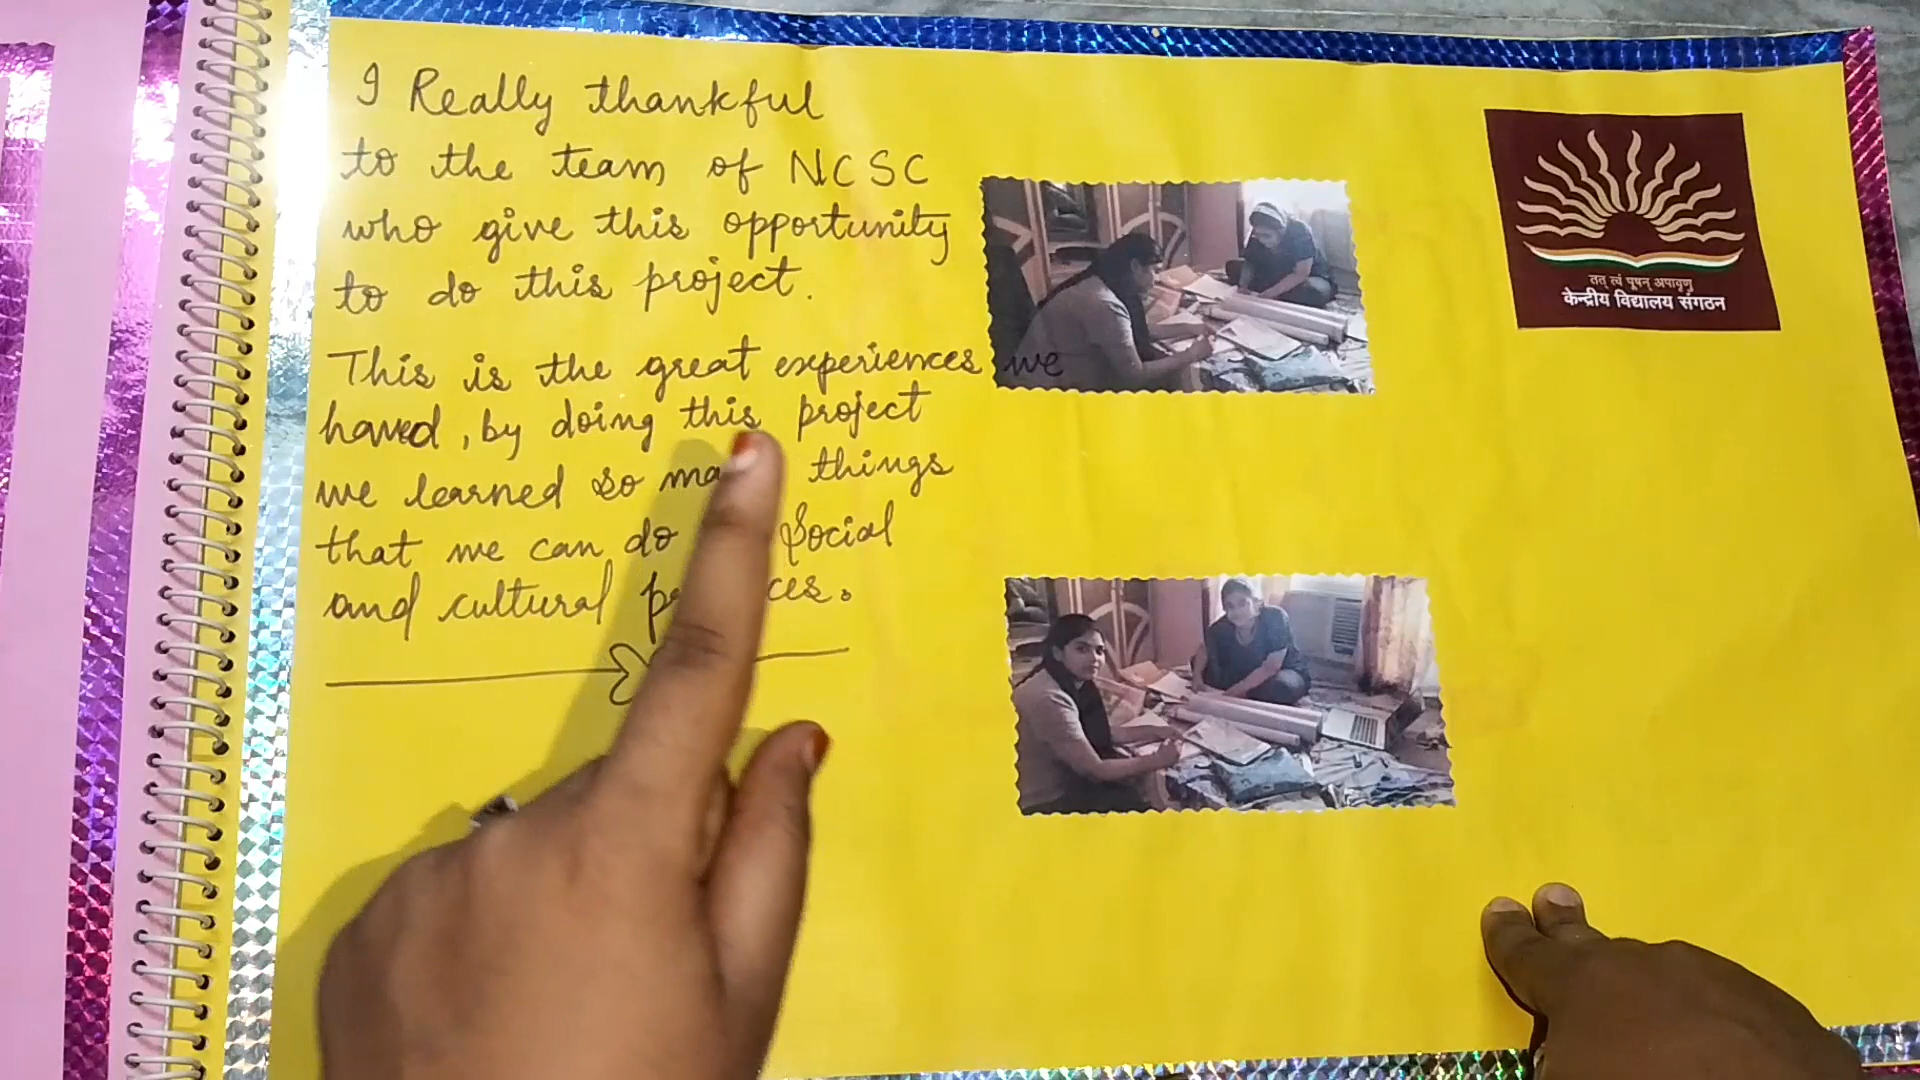 I Really thankful
to the team of NCSC
who give this opportunity
to do this project.
This is the great experiences we
haved, by doing this project
we learned so things
that we can do Social
and cultural
तत् त्वं पूषन् अपावृणु
केन्द्रीय विद्यालय संगठन